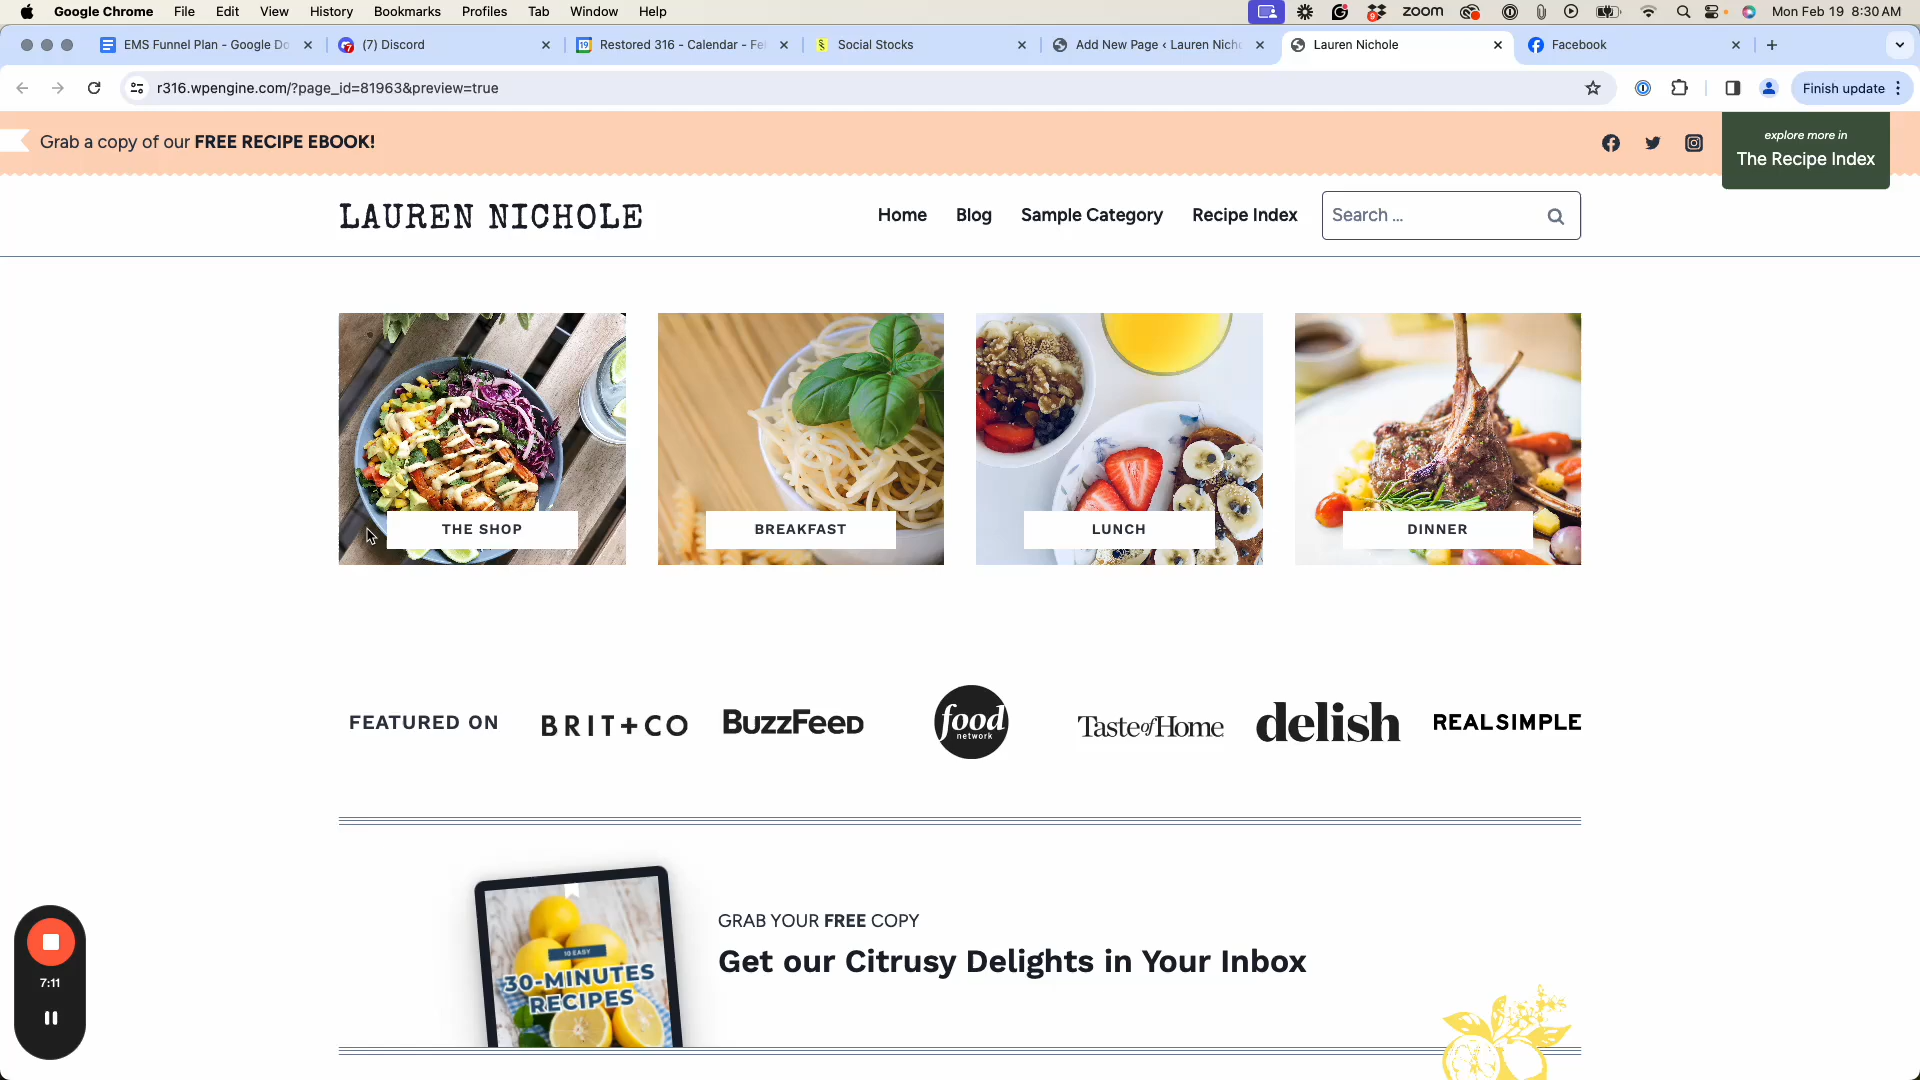 Google Chrome File Edit View History Bookmarks Profiles Tab Window Help
zoom
Mon Feb 19 8:30 AM
EMS Funnel Plan - Google Do
(7) Discord
19
Restored 316 - Calendar - Fe
Social Stocks
Add New Page ‹ Lauren Nicho
Lauren Nichole
Facebook
r316.wpengine.com/?page_id=81963&preview=true
Finish update
Grab a copy of our FREE RECIPE EBOOK!
explore more in
The Recipe Index
LAUREN NICHOLE
Home Blog Sample Category Recipe Index
Search ...
THE SHOP
BREAKFAST
LUNCH
DINNER
FEATURED ON
BRIT+CO
BuzzFeed
food
network
Taste of Home
delish
REALSIMPLE
10 EASY
30-MINUTES
RECIPES
GRAB YOUR FREE COPY
Get our Citrusy Delights in Your Inbox
7:11